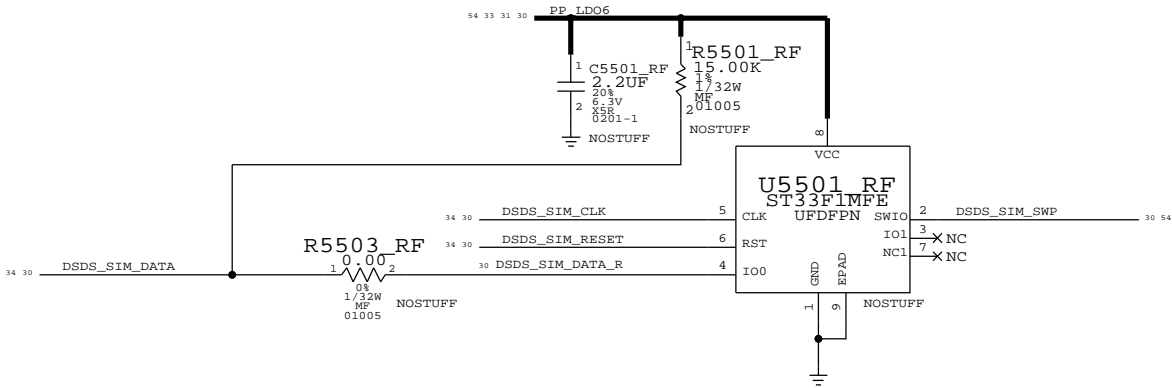 54 33 31 30 PP_LDO6
1
C5501_RF
2.2UF
20%
6.3V
X5R
0201-1
2
NOSTUFF
1
R5501_RF
15.00K
1%
1/32W
MF
01005
2
NOSTUFF
8
VCC
U5501_RF
ST33F1MFE
UFDFPN
34 30 DSDS_SIM_CLK 5 CLK
SWIO 2 DSDS_SIM_SWP 30 54
IO1 3 NC
34 30 DSDS_SIM_RESET 6 RST
NC1 7 NC
R5503_RF
0.00
34 30 DSDS_SIM_DATA 1 2 30 DSDS_SIM_DATA_R 4 IO0
0%
1/32W
MF
01005
NOSTUFF
GND
EPAD
1
9
NOSTUFF